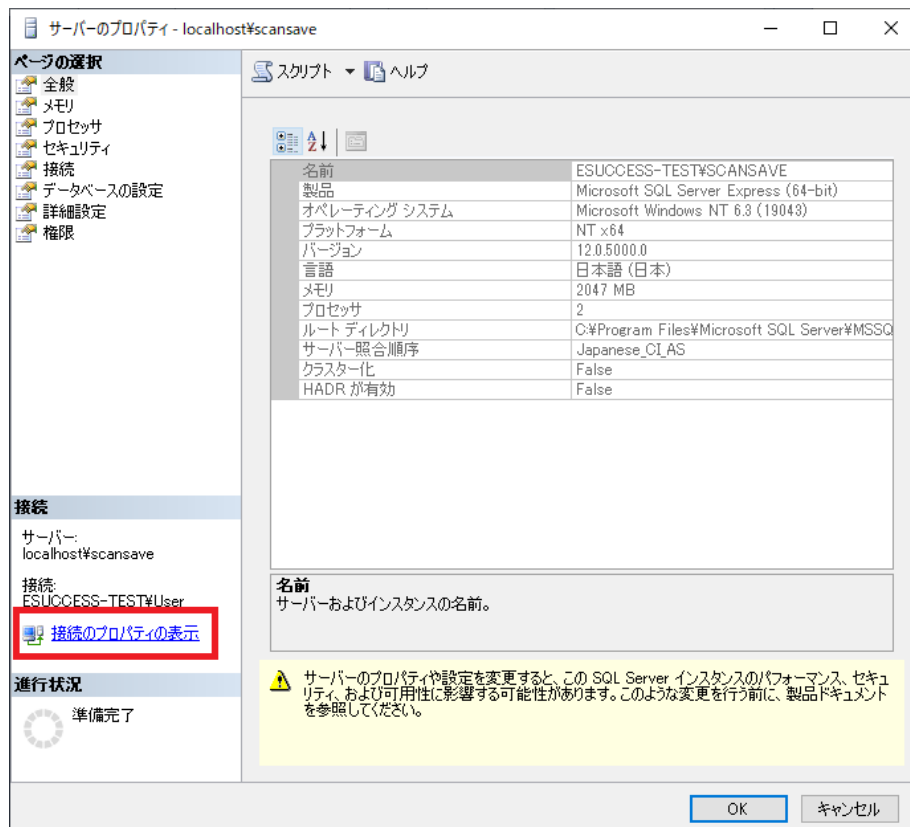 サーバーのプロパティ - localhost¥scansave
ページの選択
全般
メモリ
プロセッサ
セキュリティ
接続
データベースの設定
詳細設定
権限
スクリプト
ヘルプ
名前 ESUCCESS-TEST¥SCANSAVE
製品 Microsoft SQL Server Express (64-bit)
オペレーティング システム Microsoft Windows NT 6.3 (19043)
プラットフォーム NT x64
バージョン 12.0.5000.0
言語 日本語 (日本)
メモリ 2047 MB
プロセッサ 2
ルート ディレクトリ C:¥Program Files¥Microsoft SQL Server¥MSSQ
サーバー照合順序 Japanese_CI_AS
クラスター化 False
HADR が有効 False
接続
サーバー:
localhost¥scansave
接続:
ESUCCESS-TEST¥User
接続のプロパティの表示
進行状況
準備完了
名前
サーバーおよびインスタンスの名前。
サーバーのプロパティや設定を変更すると、この SQL Server インスタンスのパフォーマンス、セキュ
リティ、および可用性に影響する可能性があります。このような変更を行う前に、製品ドキュメント
を参照してください。
OK
キャンセル